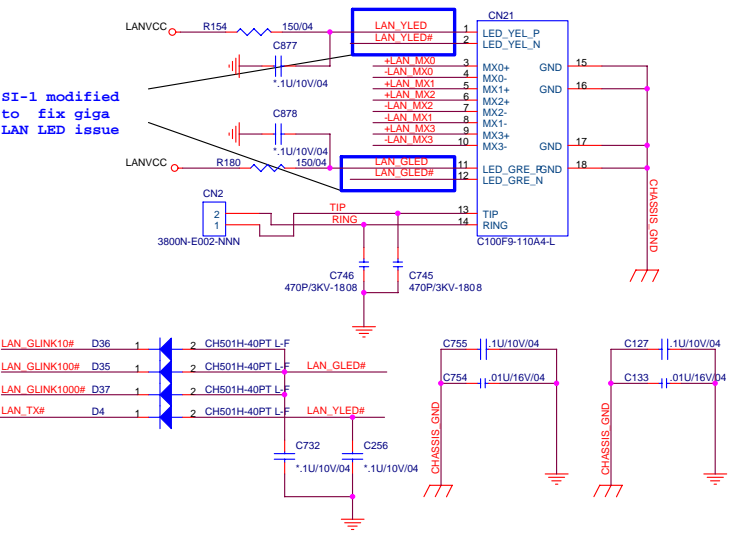 CN21
LANVCC R154 150/04 LAN_YLED 1 LED_YEL_P
LAN_YLED# 2 LED_YEL_N
C877
*.1U/10V/04
+LAN_MX0 3 MX0+ GND 15
-LAN_MX0 4 MX0-
+LAN_MX1 5 MX1+ GND 16
+LAN_MX2 6 MX2+
-LAN_MX2 7 MX2-
-LAN_MX1 8 MX1-
+LAN_MX3 9 MX3+
-LAN_MX3 10 MX3- GND 17
SI-1 modified
to fix giga
LAN LED issue
C878
*.1U/10V/04
LANVCC R180 150/04 LAN_GLED 11 LED_GRE_P GND 18
LAN_GLED# 12 LED_GRE_N
CHASSIS_GND
CN2
2 TIP 13 TIP
1 RING 14 RING
3800N-E002-NNN
C100F9-110A4-L
C746
470P/3KV-1808
C745
470P/3KV-1808
LAN_GLINK10# D36 1 2 CH501H-40PT L-F
LAN_GLINK100# D35 1 2 CH501H-40PT L-F LAN_GLED#
LAN_GLINK1000# D37 1 2 CH501H-40PT L-F
LAN_TX# D4 1 2 CH501H-40PT L-F LAN_YLED#
C732
*.1U/10V/04
C256
*.1U/10V/04
C755 .1U/10V/04
C754 .01U/16V/04
CHASSIS_GND
C127 .1U/10V/04
C133 .01U/16V/04
CHASSIS_GND